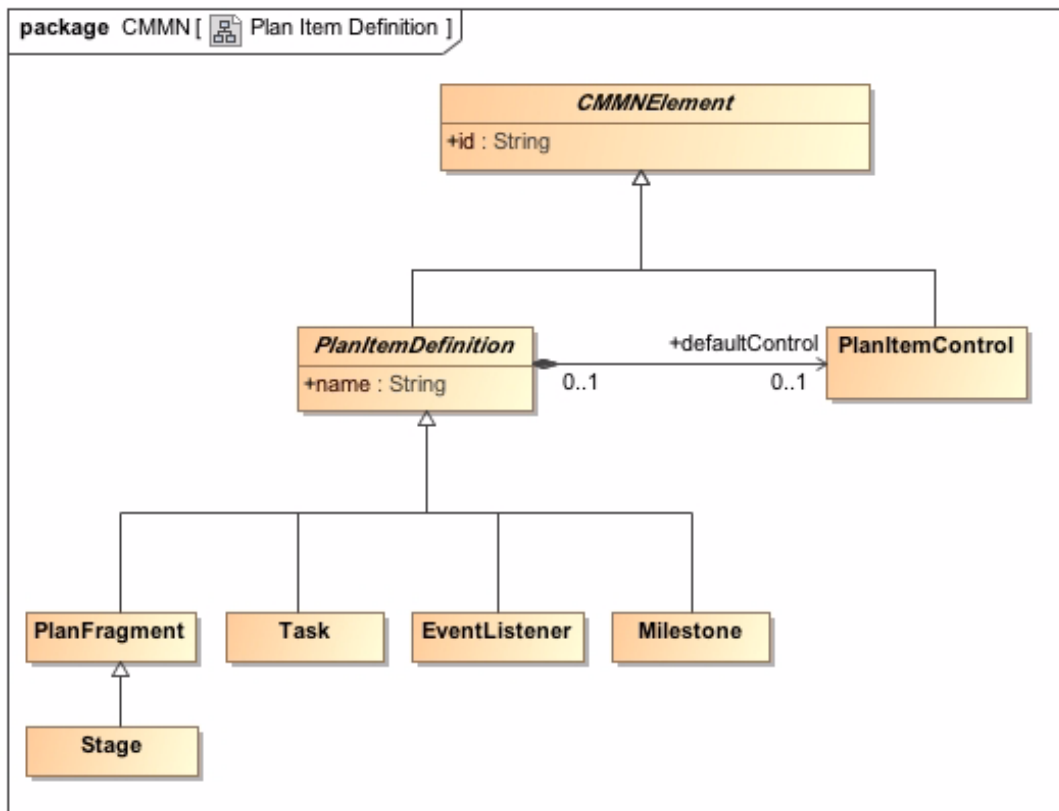 package CMMN [ Plan Item Definition ]
CMMNElement
+id : String
PlanItemDefinition
+name : String
+defaultControl
0..1
0..1
PlanItemControl
PlanFragment
Task
EventListener
Milestone
Stage